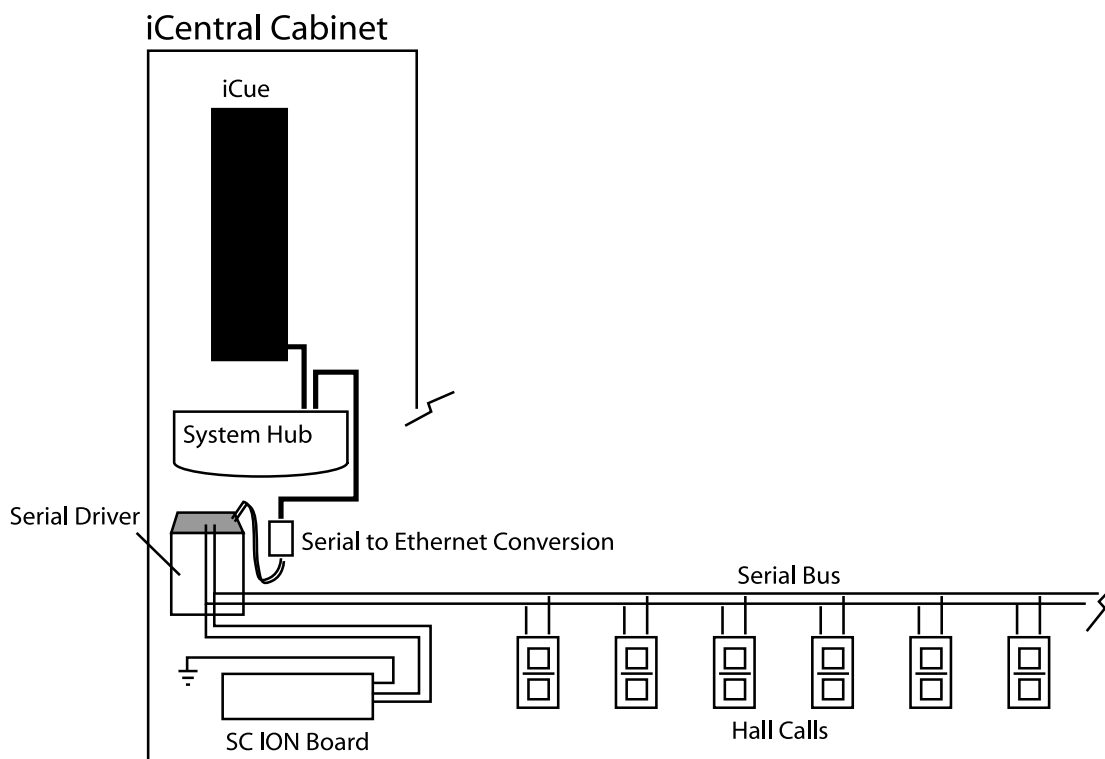 iCentral Cabinet
iCue
System Hub
Serial Driver
Serial to Ethernet Conversion
Serial Bus
Hall Calls
SC ION Board